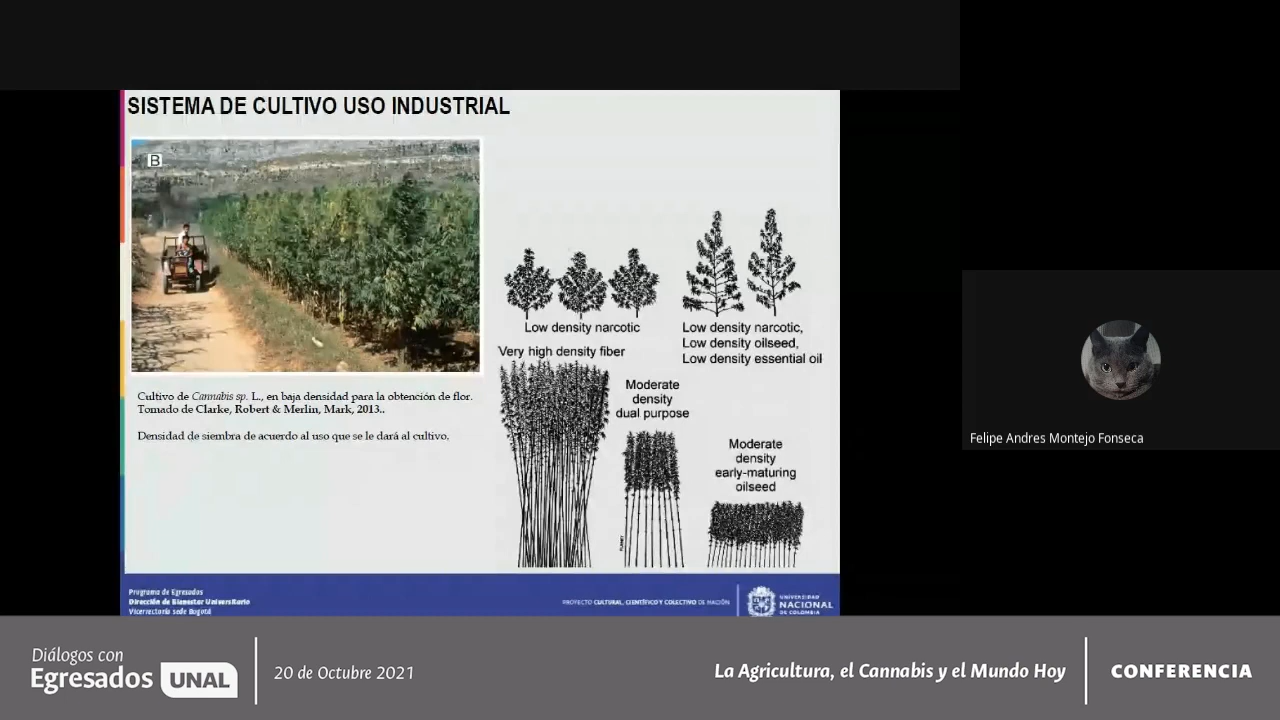 SISTEMA DE CULTIVO USO INDUSTRIAL
B
Cultivo de Cannabis sp. L., en baja densidad para la obtención de flor.
Tomado de Clarke, Robert & Merlin, Mark, 2013..
Densidad de siembra de acuerdo al uso que se le dará al cultivo.
Low density narcotic
Low density narcotic,
Low density oilseed,
Low density essential oil
Very high density fiber
Moderate
density
dual purpose
Moderate
density
early-maturing
oilseed
Programa de Egresados
Dirección de Bienestar Universitario
Vicerrectoría sede Bogotá
PROYECTO CULTURAL, CIENTÍFICO Y COLECTIVO DE NACIÓN
UNIVERSIDAD
NACIONAL
DE COLOMBIA
Felipe Andres Montejo Fonseca
Diálogos con
Egresados UNAL
20 de Octubre 2021
La Agricultura, el Cannabis y el Mundo Hoy
CONFERENCIA